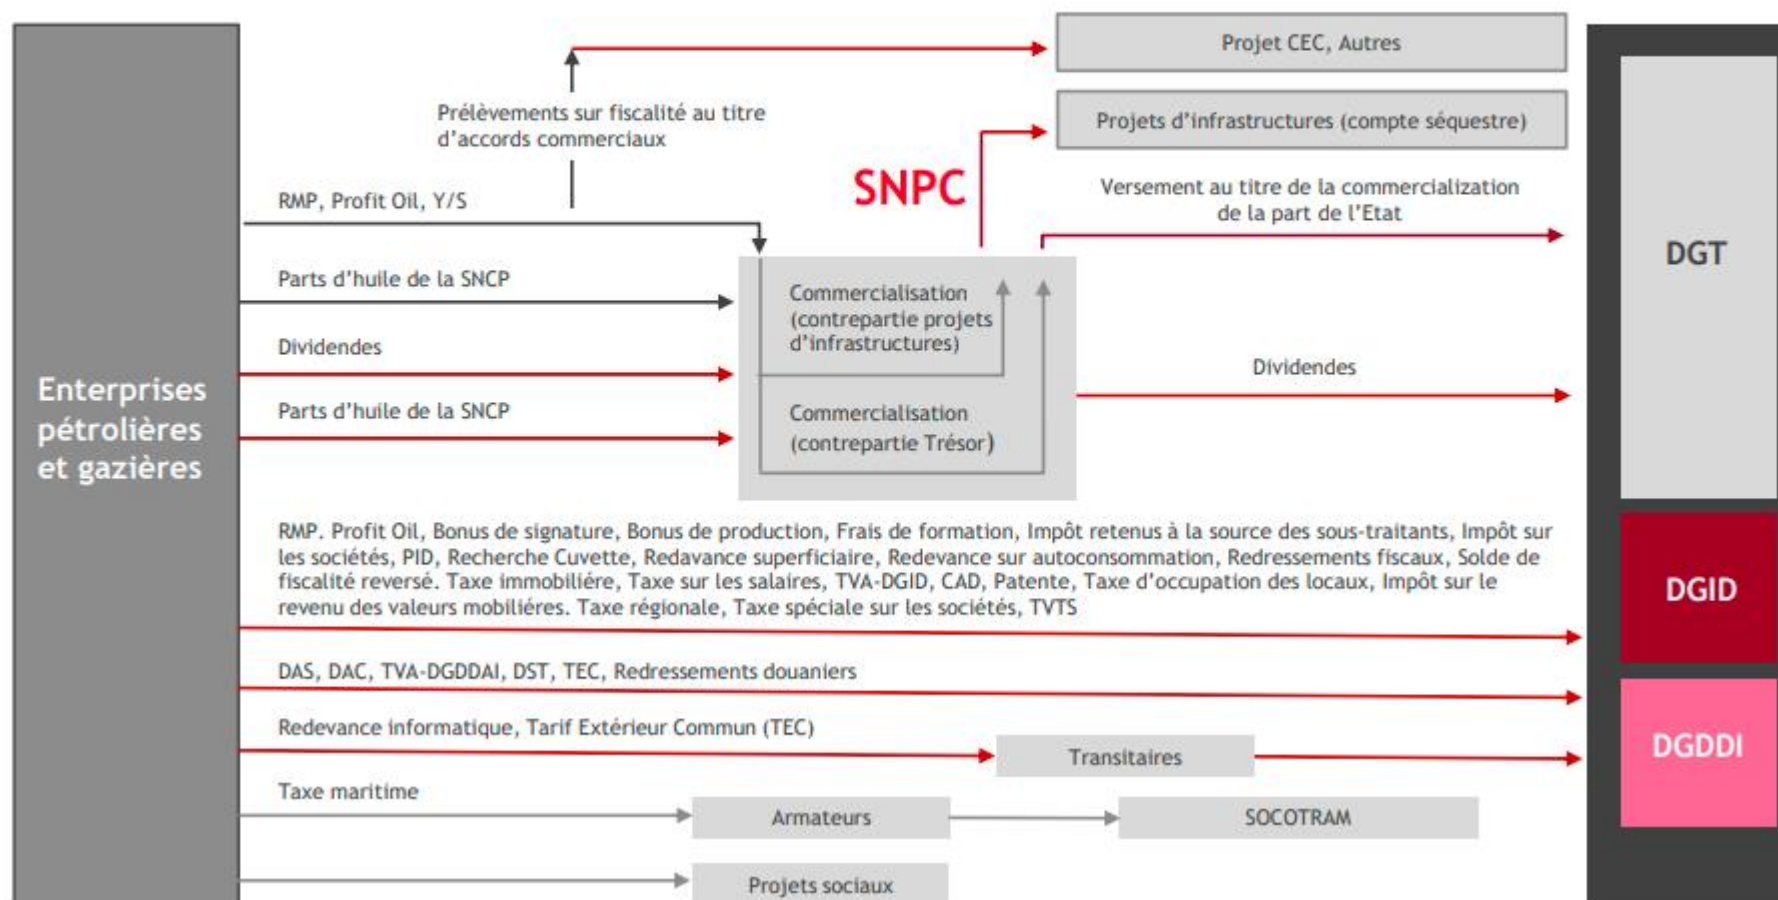 Projet CEC, Autres
Prélèvements sur fiscalité au titre
d'accords commerciaux
Projets d'infrastructures (compte séquestre)
SNPC
Versement au titre de la commercialization
de la part de l'Etat
RMP, Profit Oil, Y/S
DGT
Parts d'huile de la SNCP
Commercialisation
(contrepartie projets
d'infrastructures)
Dividendes
Dividendes
Enterprises
pétrolières
et gazières
Parts d'huile de la SNCP
Commercialisation
(contrepartie Trésor)
RMP. Profit Oil, Bonus de signature, Bonus de production, Frais de formation, Impôt retenus à la source des sous-traitants, Impôt sur
les sociétés, PID, Recherche Cuvette, Redavance superficiaire, Redevance sur autoconsommation, Redressements fiscaux, Solde de
fiscalité reversé. Taxe immobiliére, Taxe sur les salaires, TVA-DGID, CAD, Patente, Taxe d'occupation des locaux, Impôt sur le
revenu des valeurs mobiliéres. Taxe régionale, Taxe spéciale sur les sociétés, TVTS
DGID
DAS, DAC, TVA-DGDDAI, DST, TEC, Redressements douaniers
Redevance informatique, Tarif Extérieur Commun (TEC)
Transitaires
DGDDI
Taxe maritime
Armateurs
SOCOTRAM
Projets sociaux